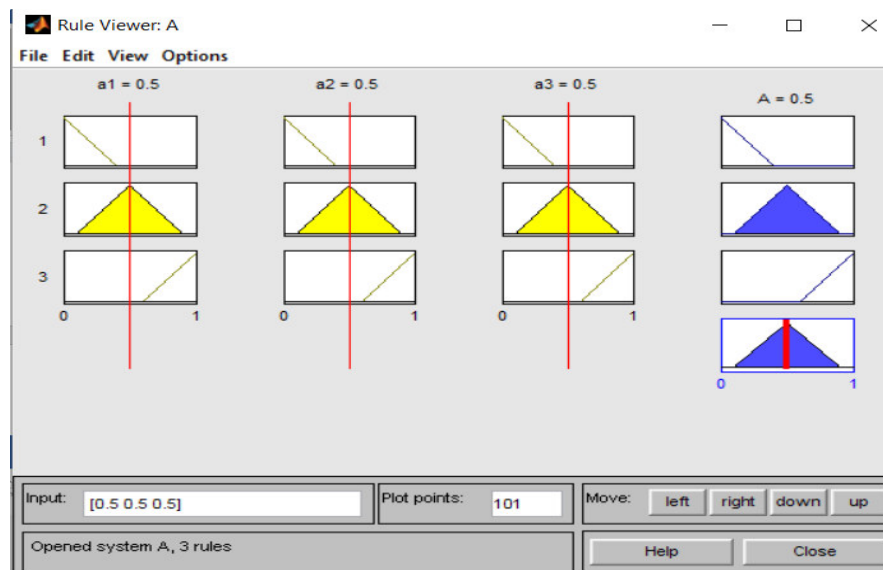 Rule Viewer: A
File Edit View Options
a1 = 0.5 a2 = 0.5 a3 = 0.5 A = 0.5
1
2
3
0 1 0 1 0 1
0 1
Input: [0.5 0.5 0.5] Plot points: 101 Move: left right down up
Opened system A, 3 rules Help Close